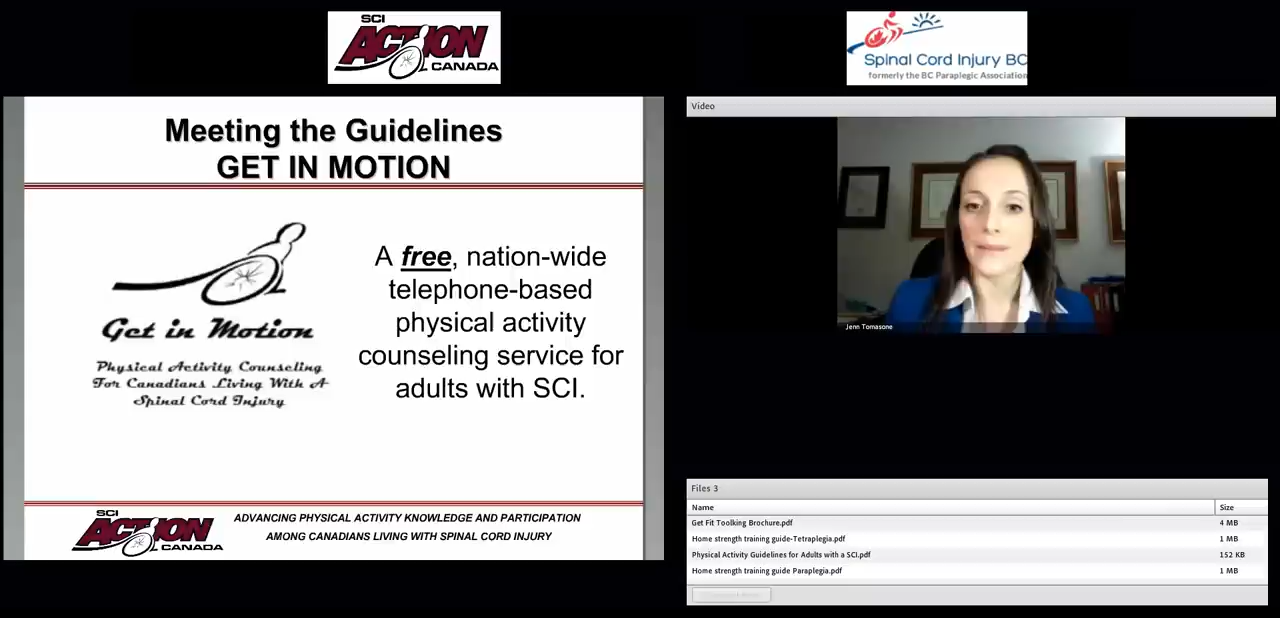 SCI
ACTION
CANADA
Spinal Cord Injury BC
formerly the BC Paraplegic Association
Meeting the Guidelines
GET IN MOTION
Get in Motion
Physical Activity Counseling
For Canadians Living With A
Spinal Cord Injury
A free, nation-wide
telephone-based
physical activity
counseling service for
adults with SCI.
SCI
ACTION
CANADA
ADVANCING PHYSICAL ACTIVITY KNOWLEDGE AND PARTICIPATION
AMONG CANADIANS LIVING WITH SPINAL CORD INJURY
Video
Jenn Tomasone
Files 3
Name Size
Get Fit Toolking Brochure.pdf 4 MB
Home strength training guide-Tetraplegia.pdf 1 MB
Physical Activity Guidelines for Adults with a SCI.pdf 152 KB
Home strength training guide Paraplegia.pdf 1 MB